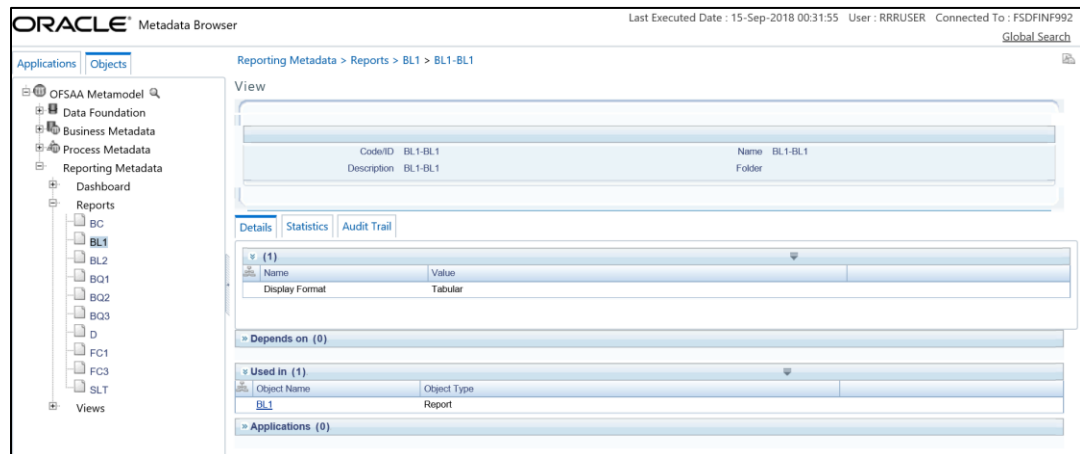 ORACLE® Metadata Browser
Last Executed Date : 15-Sep-2018 00:31:55 User : RRRUSER Connected To : FSDFINF992
Global Search
Applications Objects
OFSAA Metamodel
Data Foundation
Business Metadata
Process Metadata
Reporting Metadata
Dashboard
Reports
BC
BL1
BL2
BQ1
BQ2
BQ3
D
FC1
FC3
SLT
Views
Reporting Metadata > Reports > BL1 > BL1-BL1
View
Code/ID BL1-BL1 Name BL1-BL1
Description BL1-BL1 Folder
Details Statistics Audit Trail
(1)
Name Value
Display Format Tabular
» Depends on (0)
Used in (1)
Object Name Object Type
BL1 Report
» Applications (0)